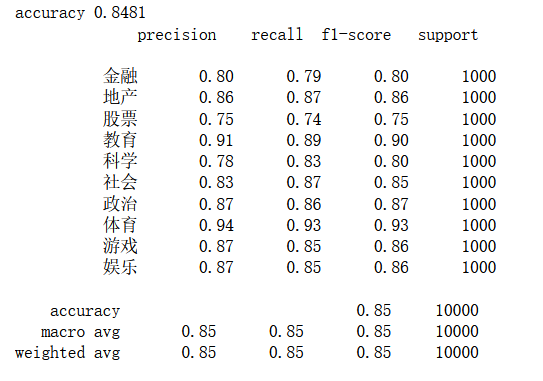 accuracy 0.8481
precision recall f1-score support
金融 0.80 0.79 0.80 1000
地产 0.86 0.87 0.86 1000
股票 0.75 0.74 0.75 1000
教育 0.91 0.89 0.90 1000
科学 0.78 0.83 0.80 1000
社会 0.83 0.87 0.85 1000
政治 0.87 0.86 0.87 1000
体育 0.94 0.93 0.93 1000
游戏 0.87 0.85 0.86 1000
娱乐 0.87 0.85 0.86 1000
accuracy 0.85 10000
macro avg 0.85 0.85 0.85 10000
weighted avg 0.85 0.85 0.85 10000